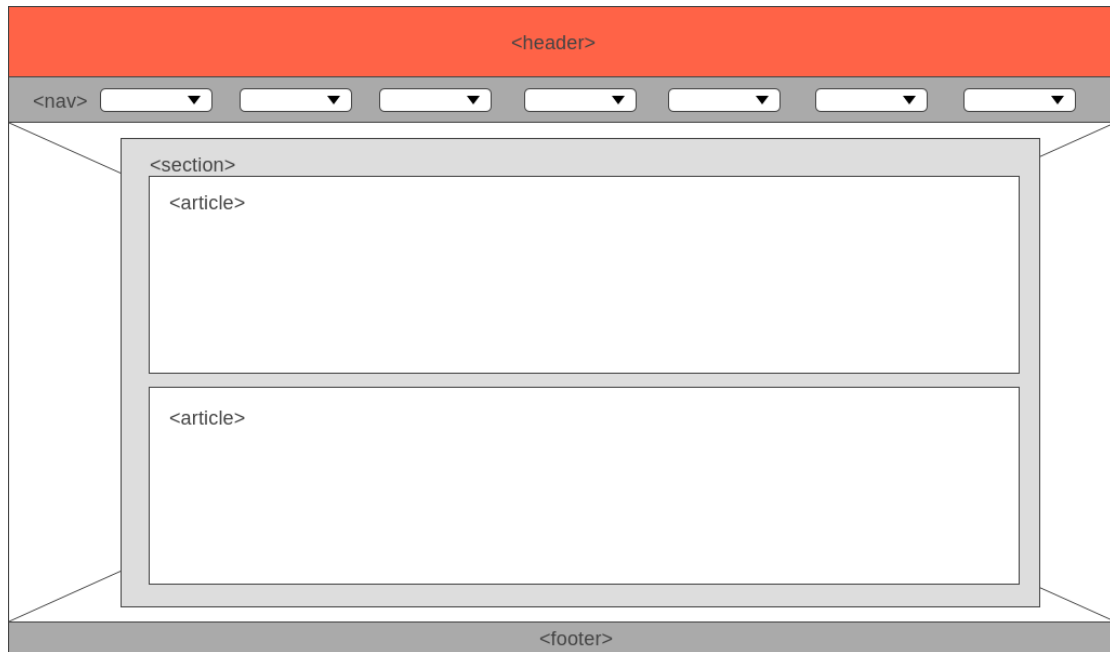 <header>
<nav>
<section>
<article>
<article>
<footer>